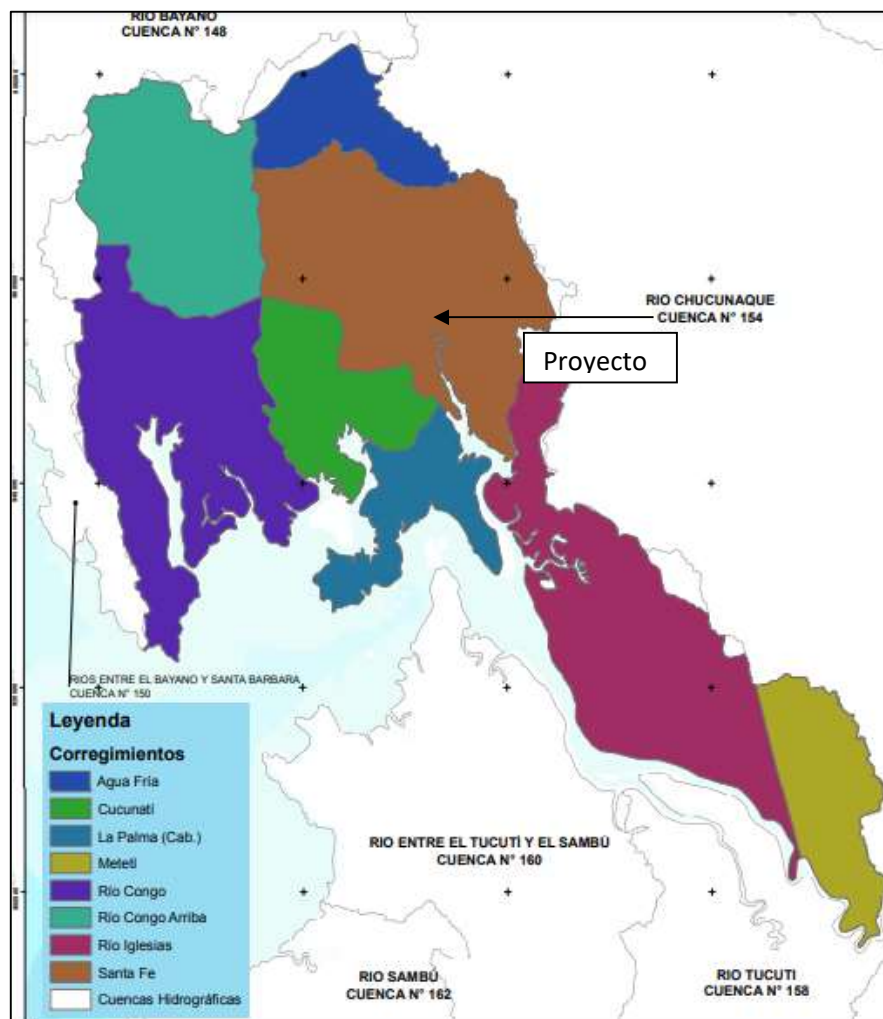 RIO BAYANO
CUENCA N° 148
RIO CHUCUNAQUE
CUENCA N° 154
Proyecto
RIOS ENTRE EL BAYANO Y SANTA BARBARA
CUENCA N° 150
Leyenda
Corregimientos
Agua Fría
Cucunatí
La Palma (Cab.)
Metetí
Río Congo
Río Congo Arriba
Río Iglesias
Santa Fe
Cuencas Hidrográficas
RIO ENTRE EL TUCUTÍ Y EL SAMBÚ
CUENCA N° 160
RIO SAMBÚ
CUENCA N° 162
RIO TUCUTI
CUENCA N° 158